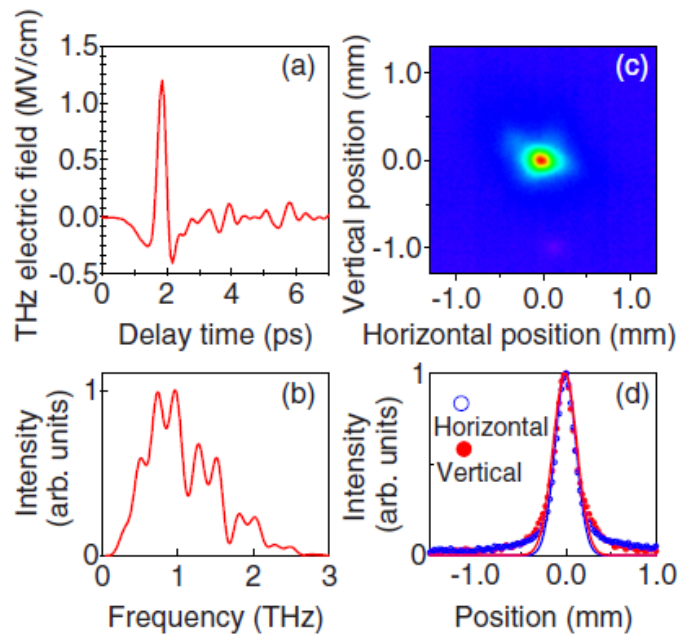 (a)
THz electric field (MV/cm)
1.5
1.0
0.5
0.0
-0.5
0 2 4 6
Delay time (ps)
(c)
Vertical position (mm)
1.0
0.0
-1.0
-1.0 0.0 1.0
Horizontal position (mm)
(b)
Intensity
(arb. units)
1
0
0 1 2 3
Frequency (THz)
(d)
Intensity
(arb. units)
1
0
Horizontal
Vertical
-1.0 0.0 1.0
Position (mm)